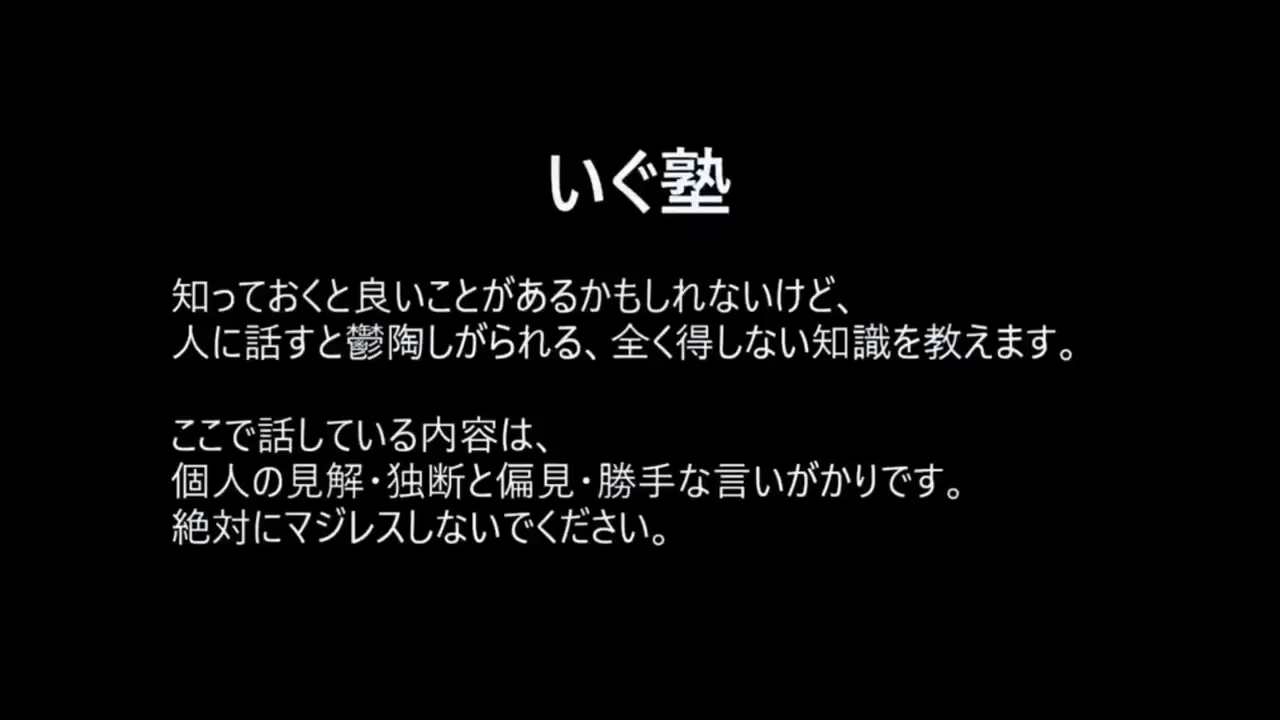 いぐ塾
知っておくと良いことがあるかもしれないけど、
人に話すと鬱陶しがられる、全く得しない知識を教えます。
ここで話している内容は、
個人の見解・独断と偏見・勝手な言いがかりです。
絶対にマジレスしないでください。